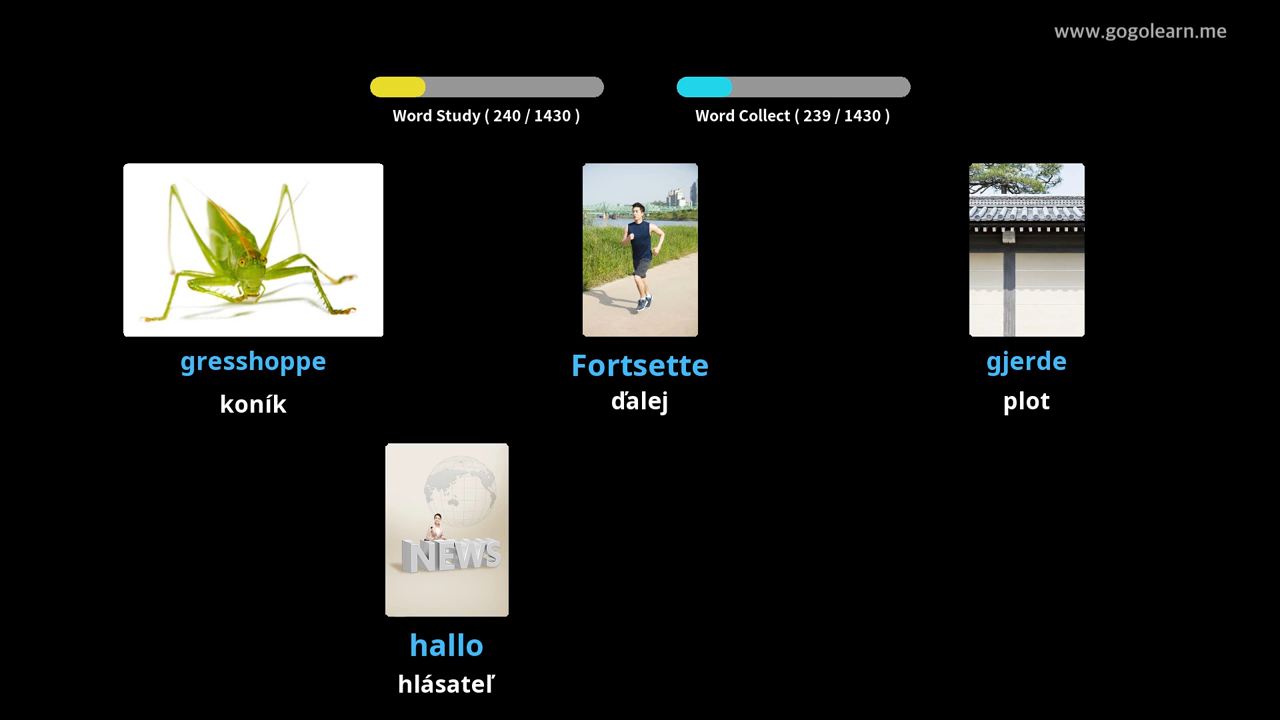 www.gogolearn.me
Word Study ( 240 / 1430 )
Word Collect ( 239 / 1430 )
gresshoppe
koník
Fortsette
ďalej
gjerde
plot
NEWS
hallo
hlásateľ